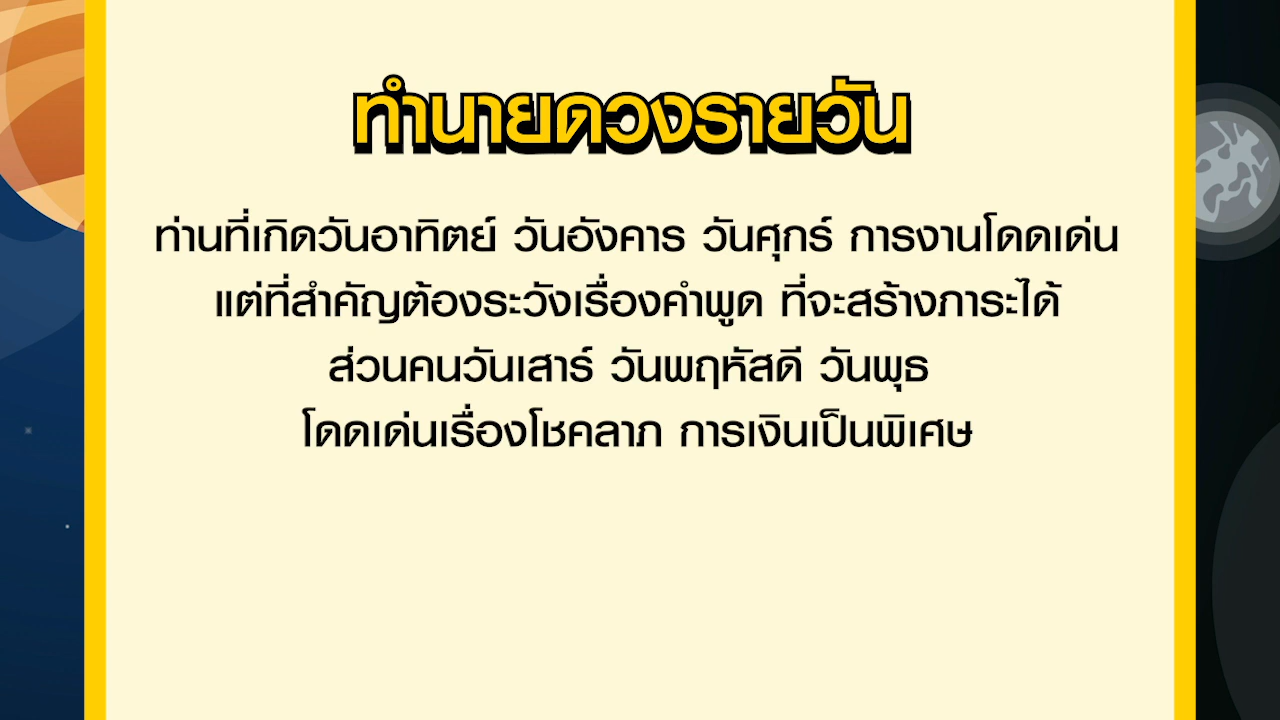 ทำนายดวงรายวัน
ท่านที่เกิดวันอาทิตย์ วันอังคาร วันศุกร์ การงานโดดเด่น
แต่ที่สำคัญต้องระวังเรื่องคำพูด ที่จะสร้างภาระได้
ส่วนคนวันเสาร์ วันพฤหัสดี วันพุธ
โดดเด่นเรื่องโชคลาภ การเงินเป็นพิเศษ